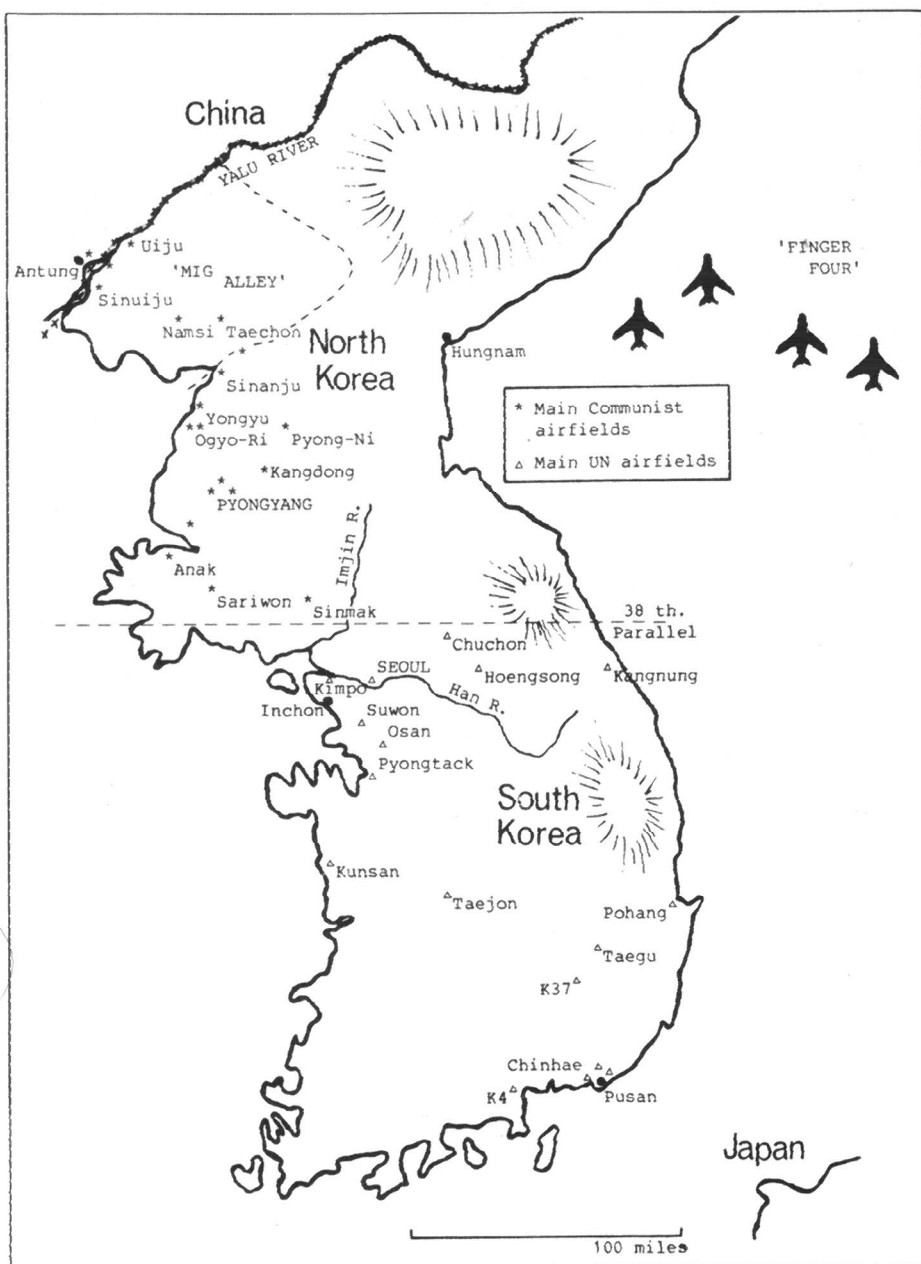 China
YALU RIVER
Uiju
Antung
'MIG
ALLEY'
Sinuiju
Namsi
Taechon
North
Korea
Sinanju
Yongyu
Ogyo-Ri
Pyong-Ni
Kangdong
PYONGYANG
Imjin R.
Anak
Sariwon
Sinmak
Hungnam
'FINGER
FOUR'
* Main Communist
airfields
△ Main UN airfields
38 th.
Parallel
Chuchon
SEOUL
Kimpo
Hoengsong
Kangnung
Inchon
Suwon
Han R.
Osan
Pyongtack
South
Korea
Kunsan
Taejon
Pohang
Taegu
K37
Chinhae
K4
Pusan
Japan
100 miles